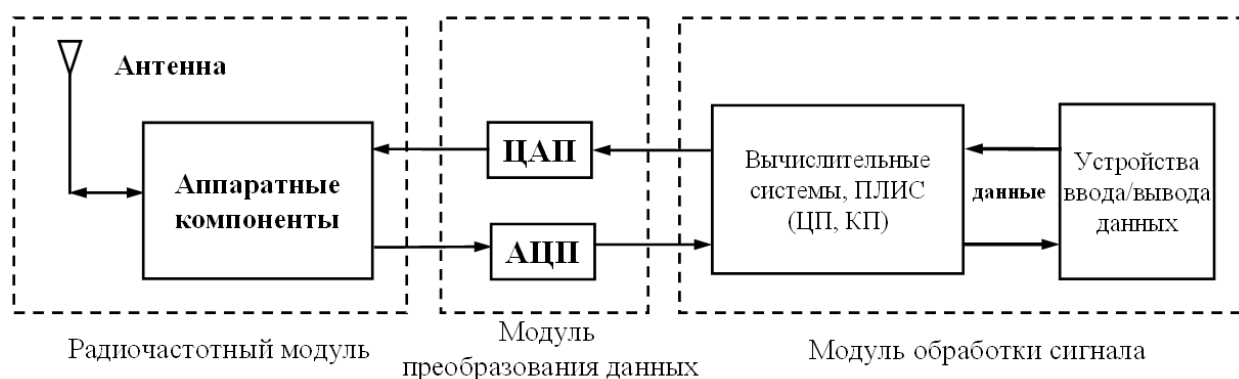 Антенна
Аппаратные
компоненты
ЦАП
АЦП
Вычислительные
системы, ПЛИС
(ЦП, КП)
данные
Устройства
ввода/вывода
данных
Радиочастотный модуль
Модуль
преобразования данных
Модуль обработки сигнала